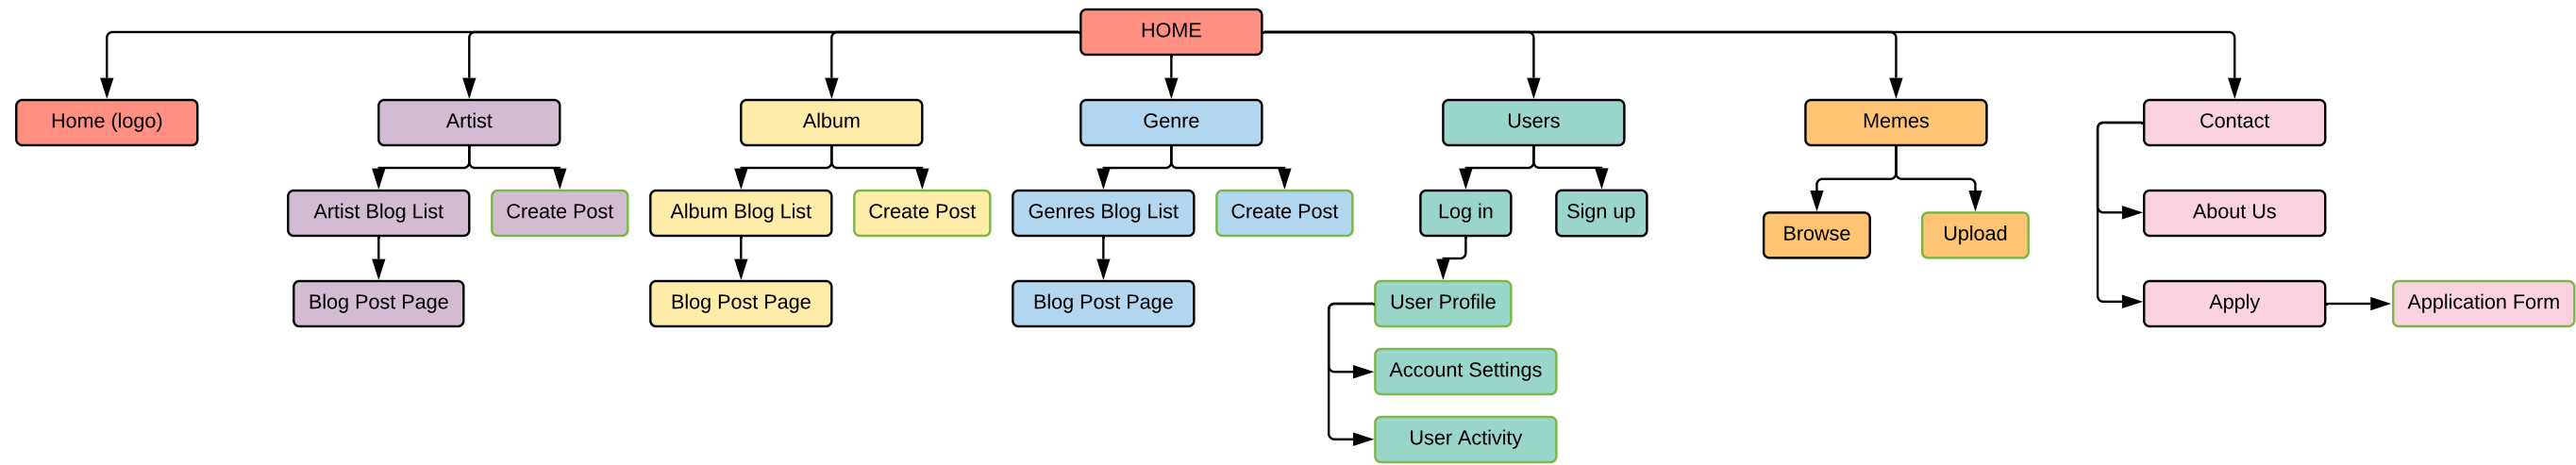 HOME
Home (logo)
Artist
Album
Genre
Users
Memes
Contact
Artist Blog List
Create Post
Album Blog List
Create Post
Genres Blog List
Create Post
Log in
Sign up
Browse
Upload
About Us
Blog Post Page
Blog Post Page
Blog Post Page
User Profile
Apply
Application Form
Account Settings
User Activity